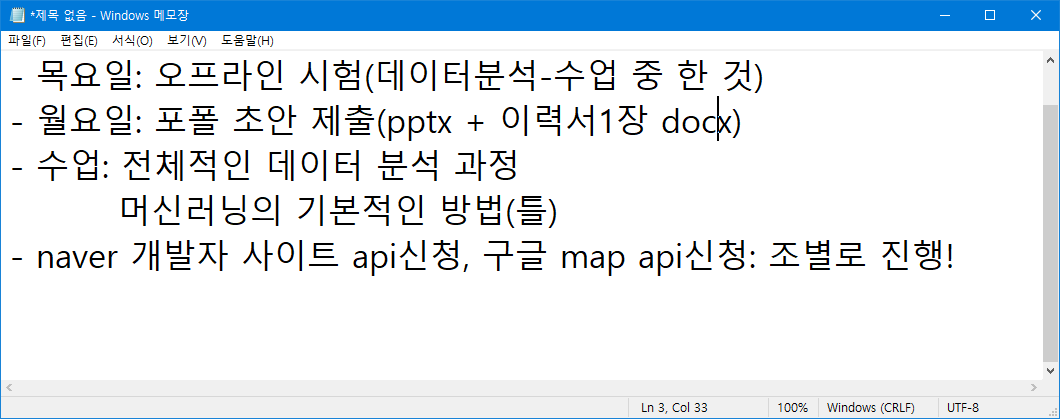 *제목 없음 - Windows 메모장
파일(F) 편집(E) 서식(O) 보기(V) 도움말(H)
- 목요일: 오프라인 시험(데이터분석-수업 중 한 것)
- 월요일: 포폴 초안 제출(pptx + 이력서1장 docx)
- 수업: 전체적인 데이터 분석 과정
머신러닝의 기본적인 방법(틀)
- naver 개발자 사이트 api신청, 구글 map api신청: 조별로 진행!
Ln 3, Col 33 100% Windows (CRLF) UTF-8